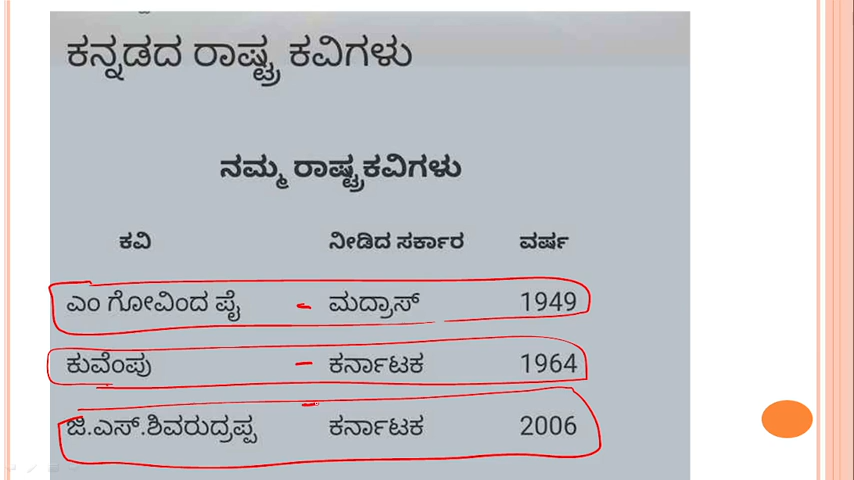 ಕನ್ನಡದ ರಾಷ್ಟ್ರ ಕವಿಗಳು
ನಮ್ಮ ರಾಷ್ಟ್ರಕವಿಗಳು
ಕವಿ ನೀಡಿದ ಸರ್ಕಾರ ವರ್ಷ
ಎಂ ಗೋವಿಂದ ಪೈ - ಮದ್ರಾಸ್ 1949
ಕುವೆಂಪು - ಕರ್ನಾಟಕ 1964
ಜಿ.ಎಸ್.ಶಿವರುದ್ರಪ್ಪ ಕರ್ನಾಟಕ 2006